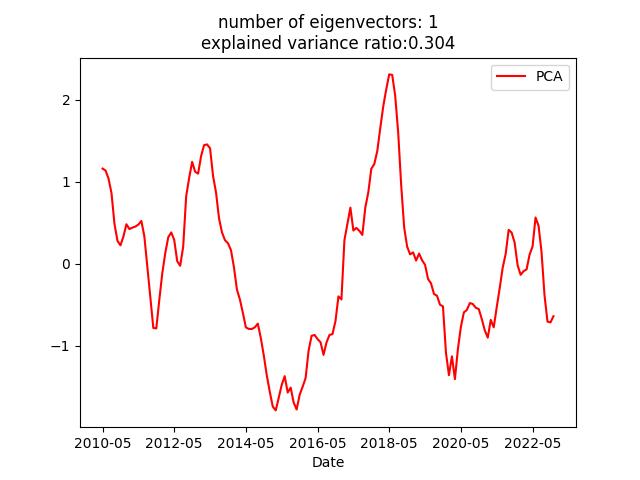 number of eigenvectors: 1
explained variance ratio:0.304
PCA
2
1
0
−1
2010-05 2012-05 2014-05 2016-05 2018-05 2020-05 2022-05
Date